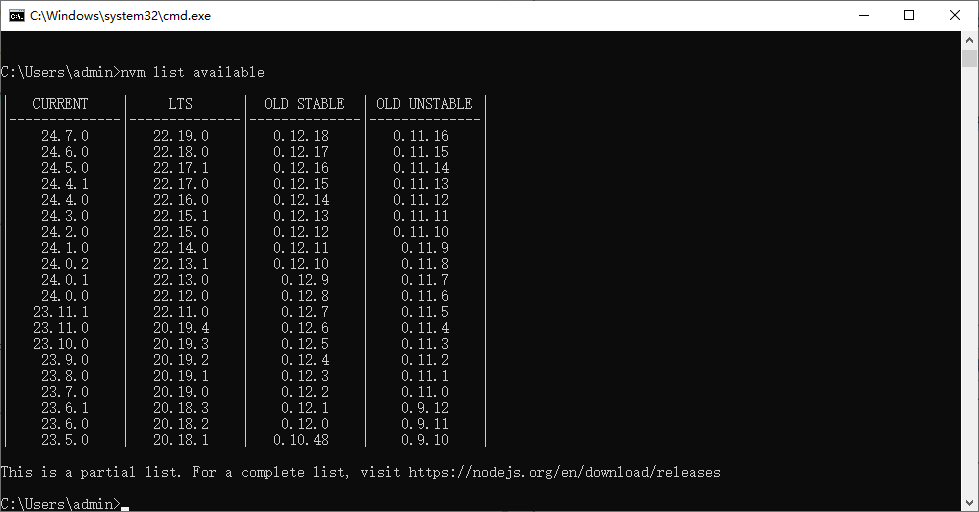 C:\Windows\system32\cmd.exe
C:\Users\admin>nvm list available
| CURRENT | LTS | OLD STABLE | OLD UNSTABLE |
|--------------|--------------|--------------|--------------|
| 24.7.0 | 22.19.0 | 0.12.18 | 0.11.16 |
| 24.6.0 | 22.18.0 | 0.12.17 | 0.11.15 |
| 24.5.0 | 22.17.1 | 0.12.16 | 0.11.14 |
| 24.4.1 | 22.17.0 | 0.12.15 | 0.11.13 |
| 24.4.0 | 22.16.0 | 0.12.14 | 0.11.12 |
| 24.3.0 | 22.15.1 | 0.12.13 | 0.11.11 |
| 24.2.0 | 22.15.0 | 0.12.12 | 0.11.10 |
| 24.1.0 | 22.14.0 | 0.12.11 | 0.11.9 |
| 24.0.2 | 22.13.1 | 0.12.10 | 0.11.8 |
| 24.0.1 | 22.13.0 | 0.12.9 | 0.11.7 |
| 24.0.0 | 22.12.0 | 0.12.8 | 0.11.6 |
| 23.11.1 | 22.11.0 | 0.12.7 | 0.11.5 |
| 23.11.0 | 20.19.4 | 0.12.6 | 0.11.4 |
| 23.10.0 | 20.19.3 | 0.12.5 | 0.11.3 |
| 23.9.0 | 20.19.2 | 0.12.4 | 0.11.2 |
| 23.8.0 | 20.19.1 | 0.12.3 | 0.11.1 |
| 23.7.0 | 20.19.0 | 0.12.2 | 0.11.0 |
| 23.6.1 | 20.18.3 | 0.12.1 | 0.9.12 |
| 23.6.0 | 20.18.2 | 0.12.0 | 0.9.11 |
| 23.5.0 | 20.18.1 | 0.10.48 | 0.9.10 |
This is a partial list. For a complete list, visit https://nodejs.org/en/download/releases
C:\Users\admin>